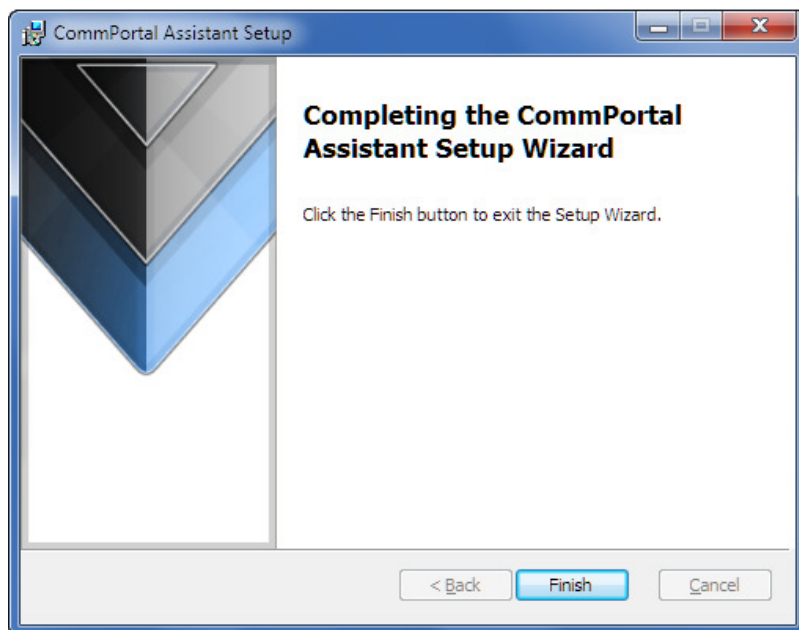 CommPortal Assistant Setup
Completing the CommPortal
Assistant Setup Wizard
Click the Finish button to exit the Setup Wizard.
< Back
Finish
Cancel